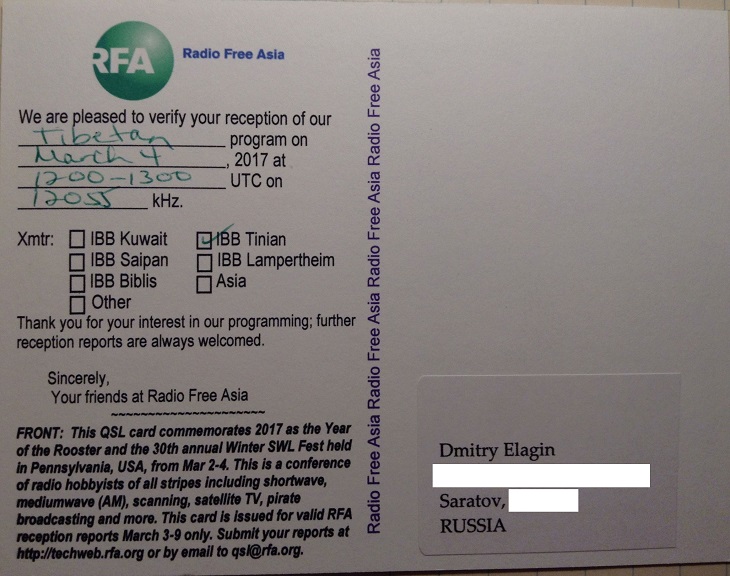 RFA Radio Free Asia
We are pleased to verify your reception of our
Tibetan program on
March 4, 2017 at
1200-1300 UTC on
12055 kHz.
Xmtr: IBB Kuwait IBB Tinian
IBB Saipan IBB Lampertheim
IBB Biblis Asia
Other
Thank you for your interest in our programming; further
reception reports are always welcomed.
Sincerely,
Your friends at Radio Free Asia
~~~~~~~~~~~~~~~~~~~~
FRONT: This QSL card commemorates 2017 as the Year
of the Rooster and the 30th annual Winter SWL Fest held
in Pennsylvania, USA, from Mar 2-4. This is a conference
of radio hobbyists of all stripes including shortwave,
mediumwave (AM), scanning, satellite TV, pirate
broadcasting and more. This card is issued for valid RFA
reception reports March 3-9 only. Submit your reports at
http://techweb.rfa.org or by email to qsl@rfa.org.
Radio Free Asia Radio Free Asia Radio Free Asia Radio Free Asia Radio Free Asia
Dmitry Elagin
Saratov,
RUSSIA